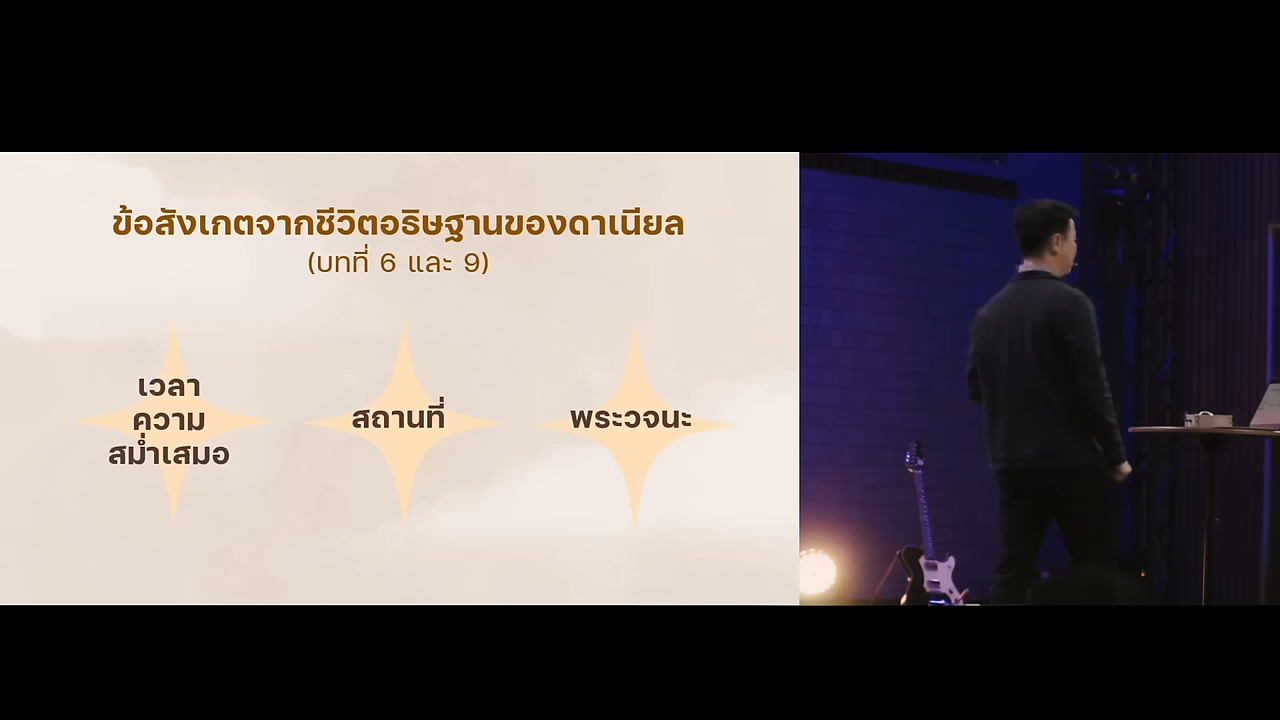 ข้อสังเกตจากชีวิตอธิษฐานของดาเนียล
(บทที่ 6 และ 9)
เวลา
ความ
สม่ำเสมอ
สถานที่
พระวจนะ